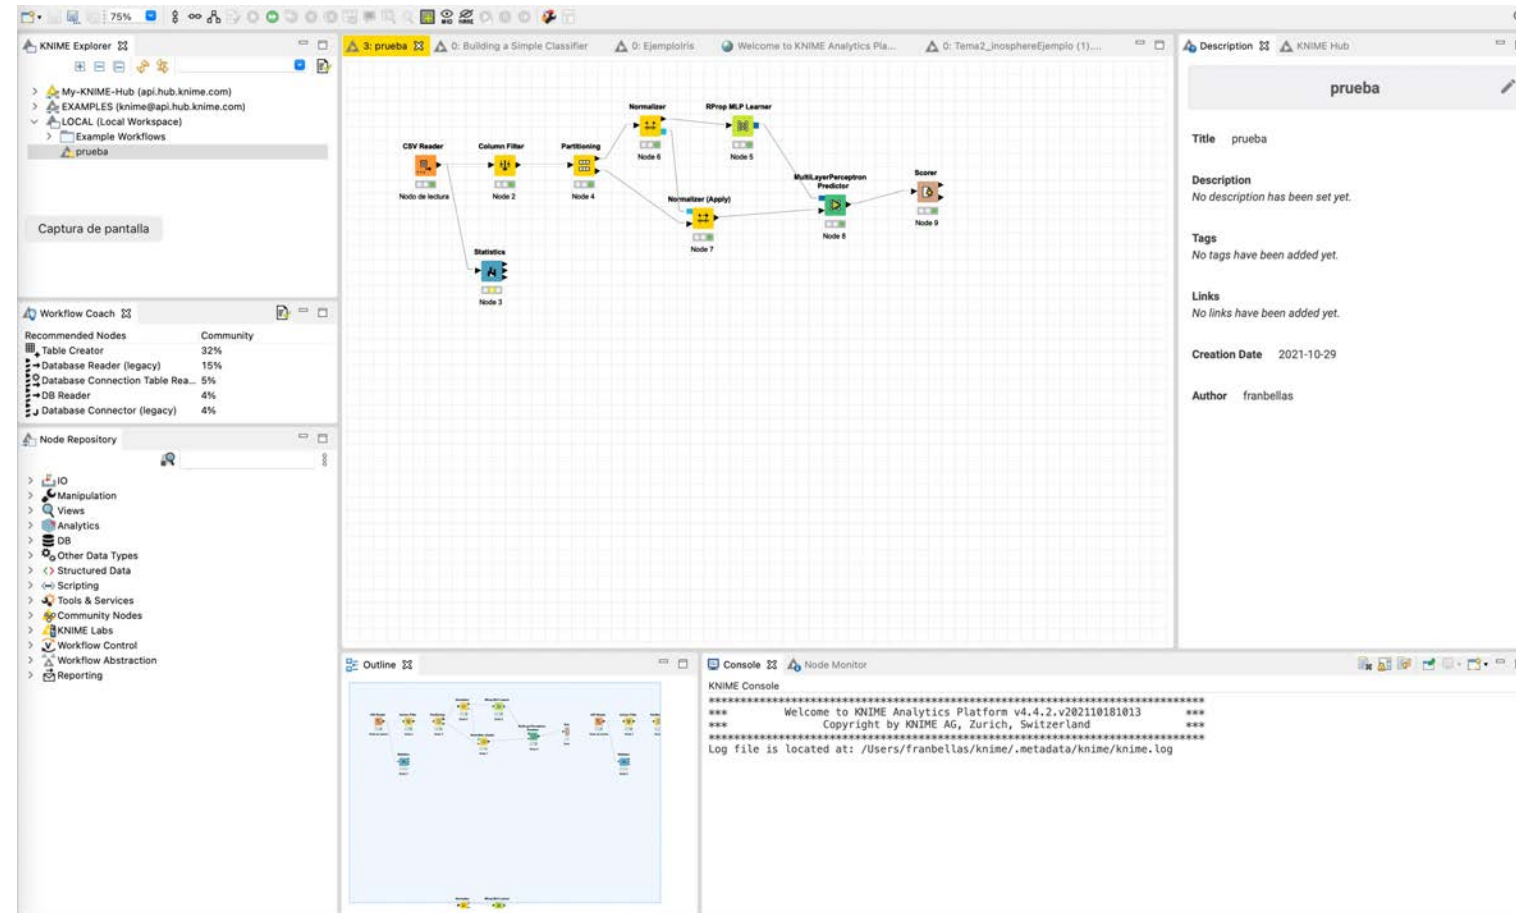 75%
KNIME Explorer
My-KNIME-Hub (api.hub.knime.com)
EXAMPLES (knime@api.hub.knime.com)
LOCAL (Local Workspace)
Example Workflows
prueba
Captura de pantalla
Workflow Coach
Recommended Nodes Community
Table Creator 32%
Database Reader (legacy) 15%
Database Connection Table Rea... 5%
DB Reader 4%
Database Connector (legacy) 4%
Node Repository
IO
Manipulation
Views
Analytics
DB
Other Data Types
Structured Data
Scripting
Tools & Services
Community Nodes
KNIME Labs
Workflow Control
Workflow Abstraction
Reporting
3: prueba 0: Building a Simple Classifier 0: EjemploIris Welcome to KNIME Analytics Pla... 0: Tema2_inosphereEjemplo (1)....
Normalizer RProp MLP Learner
Node 6 Node 5
CSV Reader Column Filter Partitioning
Nodo de lectura Node 2 Node 4
MultiLayerPerceptron
Predictor
Node 8
Scorer
Node 9
Normalizer (Apply)
Node 7
Statistics
Node 3
Outline
Console Node Monitor
KNIME Console
***********************************************************************************
*** Welcome to KNIME Analytics Platform v4.4.2.v202110181013 ***
*** Copyright by KNIME AG, Zurich, Switzerland ***
***********************************************************************************
Log file is located at: /Users/franbellas/knime/.metadata/knime/knime.log
Description KNIME Hub
prueba
Title prueba
Description
No description has been set yet.
Tags
No tags have been added yet.
Links
No links have been added yet.
Creation Date 2021-10-29
Author franbellas